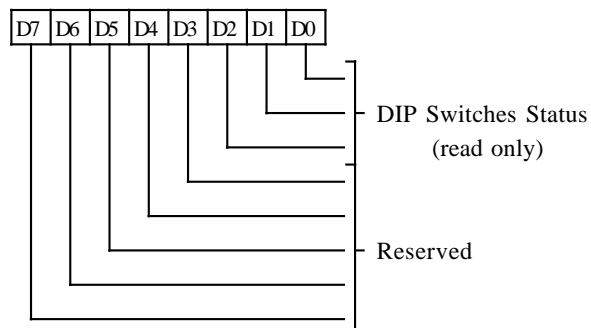 D7 D6 D5 D4 D3 D2 D1 D0
DIP Switches Status
(read only)
Reserved